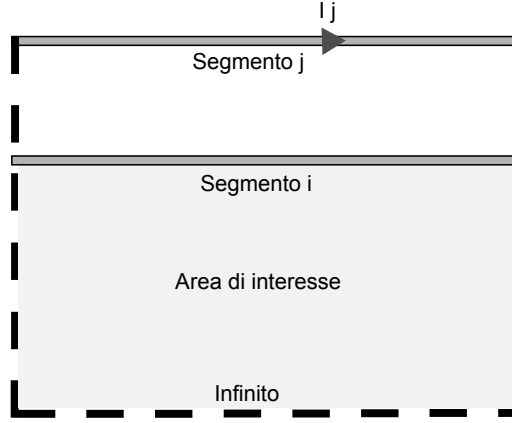 I j
Segmento j
Segmento i
Area di interesse
Infinito